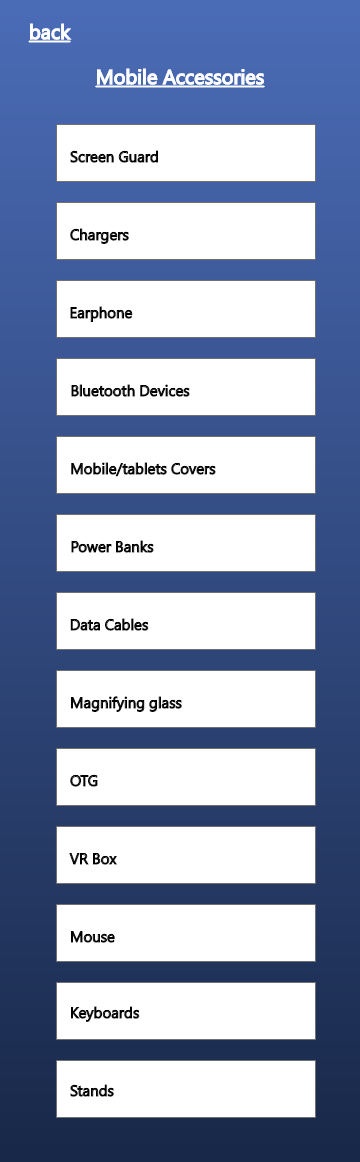 back
Mobile Accessories
Screen Guard
Chargers
Earphone
Bluetooth Devices
Mobile/tablets Covers
Power Banks
Data Cables
Magnifying glass
OTG
VR Box
Mouse
Keyboards
Stands